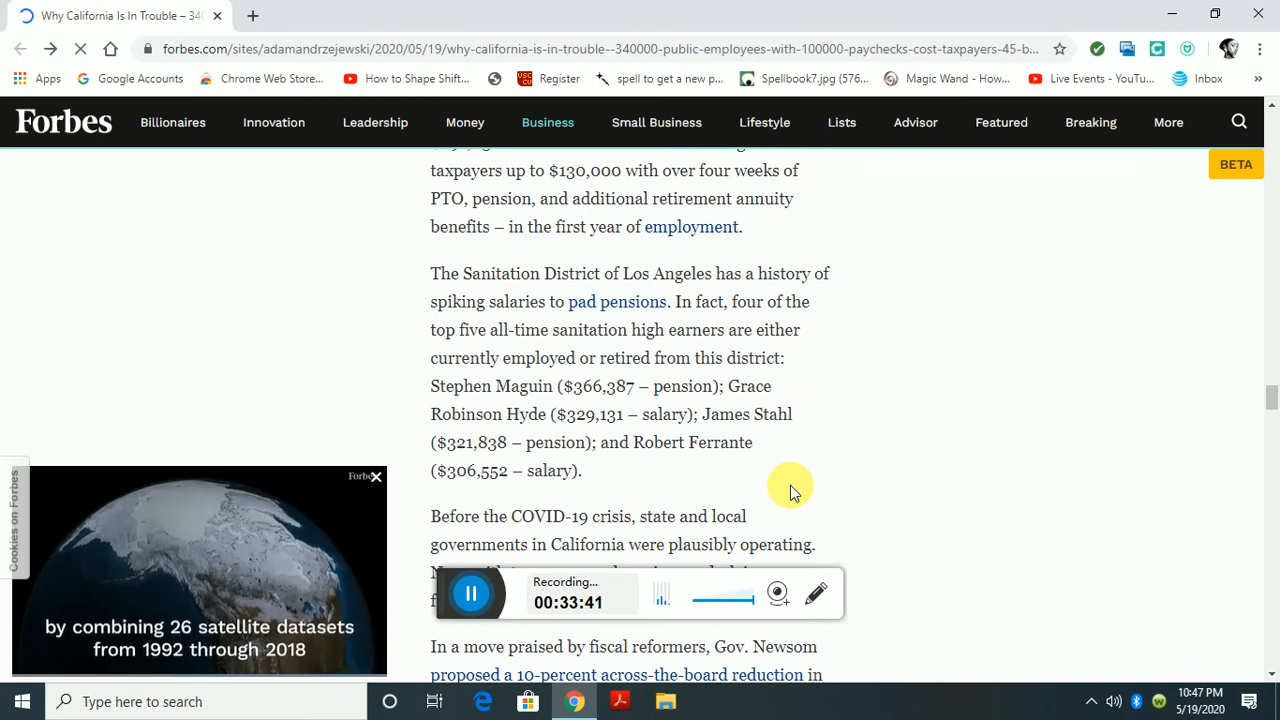 Why California Is In Trouble – 340
forbes.com/sites/adamandrzejewski/2020/05/19/why-california-is-in-trouble--340000-public-employees-with-100000-paychecks-cost-taxpayers-45-b...
Apps Google Accounts Chrome Web Store... How to Shape Shift... Register spell to get a new p... Spellbook7.jpg (576... Magic Wand - How... Live Events - YouTu... Inbox »
Forbes Billionaires Innovation Leadership Money Business Small Business Lifestyle Lists Advisor Featured Breaking More
BETA
taxpayers up to $130,000 with over four weeks of
PTO, pension, and additional retirement annuity
benefits – in the first year of employment.
The Sanitation District of Los Angeles has a history of
spiking salaries to pad pensions. In fact, four of the
top five all-time sanitation high earners are either
currently employed or retired from this district:
Stephen Maguin ($366,387 – pension); Grace
Robinson Hyde ($329,131 – salary); James Stahl
($321,838 – pension); and Robert Ferrante
($306,552 – salary).
Before the COVID-19 crisis, state and local
governments in California were plausibly operating.
In a move praised by fiscal reformers, Gov. Newsom
proposed a 10-percent across-the-board reduction in
Cookies on Forbes
by combining 26 satellite datasets
from 1992 through 2018
Recording...
00:33:41
Type here to search
10:47 PM
5/19/2020